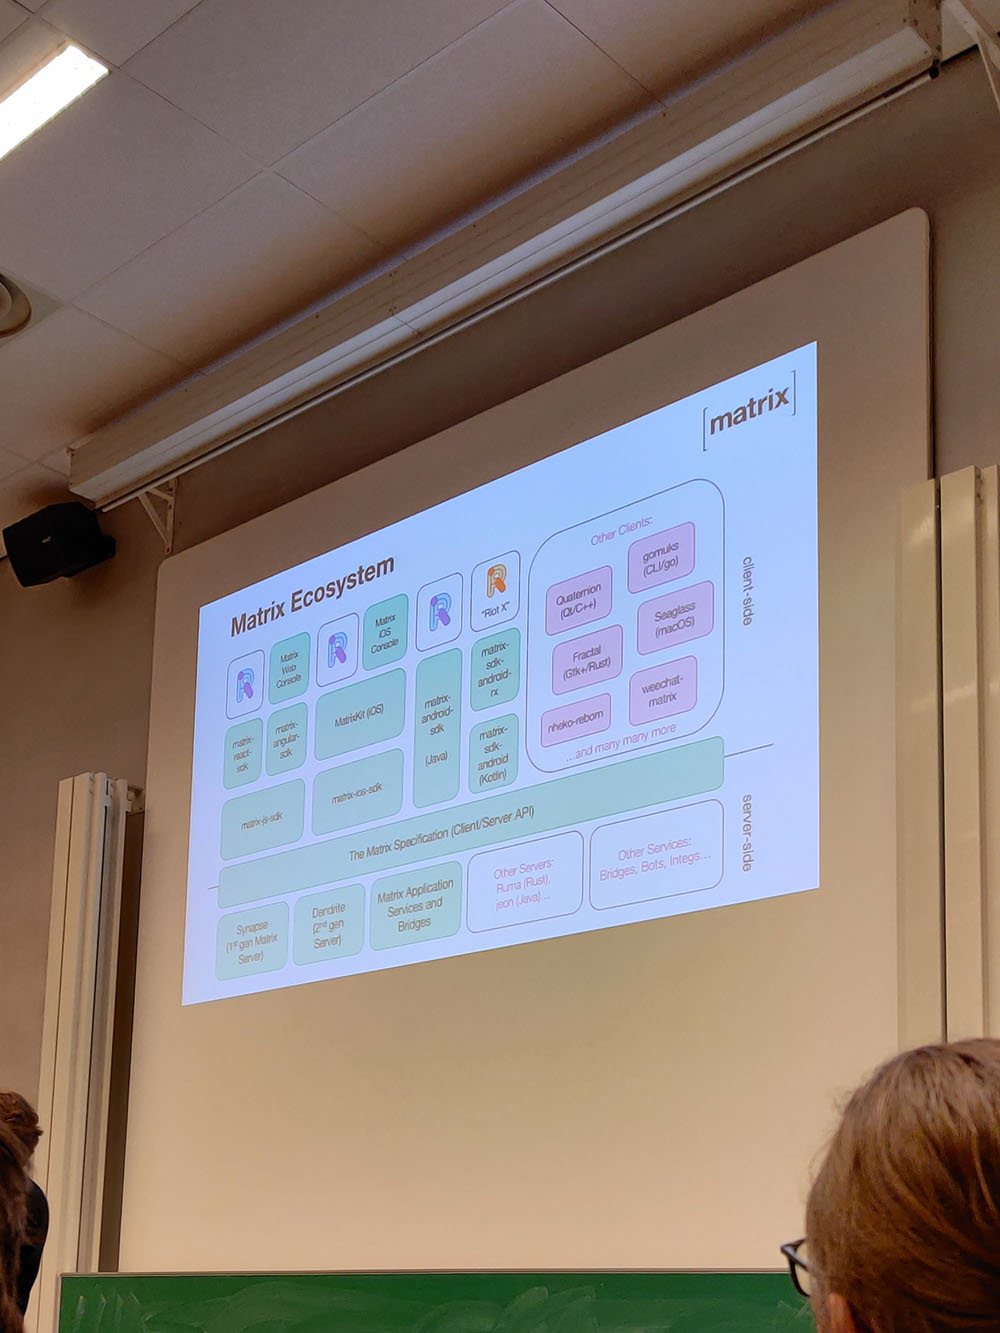 [matrix]
Matrix Ecosystem
Matrix
Web
Console
Matrix
iOS
Console
"Riot X"
Other Clients:
gomuks
(CLI/go)
Quaternion
(Qt/C++)
Seaglass
(macOS)
Fractal
(Gtk+/Rust)
weechat-
matrix
nheko-reborn
...and many many more
client-side
matrix-
react-
sdk
matrix-
angular-
sdk
MatrixKit (iOS)
matrix-
android-
sdk
(Java)
matrix-
sdk-
android-
rx
matrix-js-sdk
matrix-ios-sdk
matrix-
sdk-
android
(Kotlin)
The Matrix Specification (Client/Server API)
server-side
Synapse
(1st gen Matrix
Server)
Dendrite
(2nd gen
Server)
Matrix Application
Services and
Bridges
Other Servers:
Ruma (Rust),
jeon (Java)...
Other Services:
Bridges, Bots, Integs...